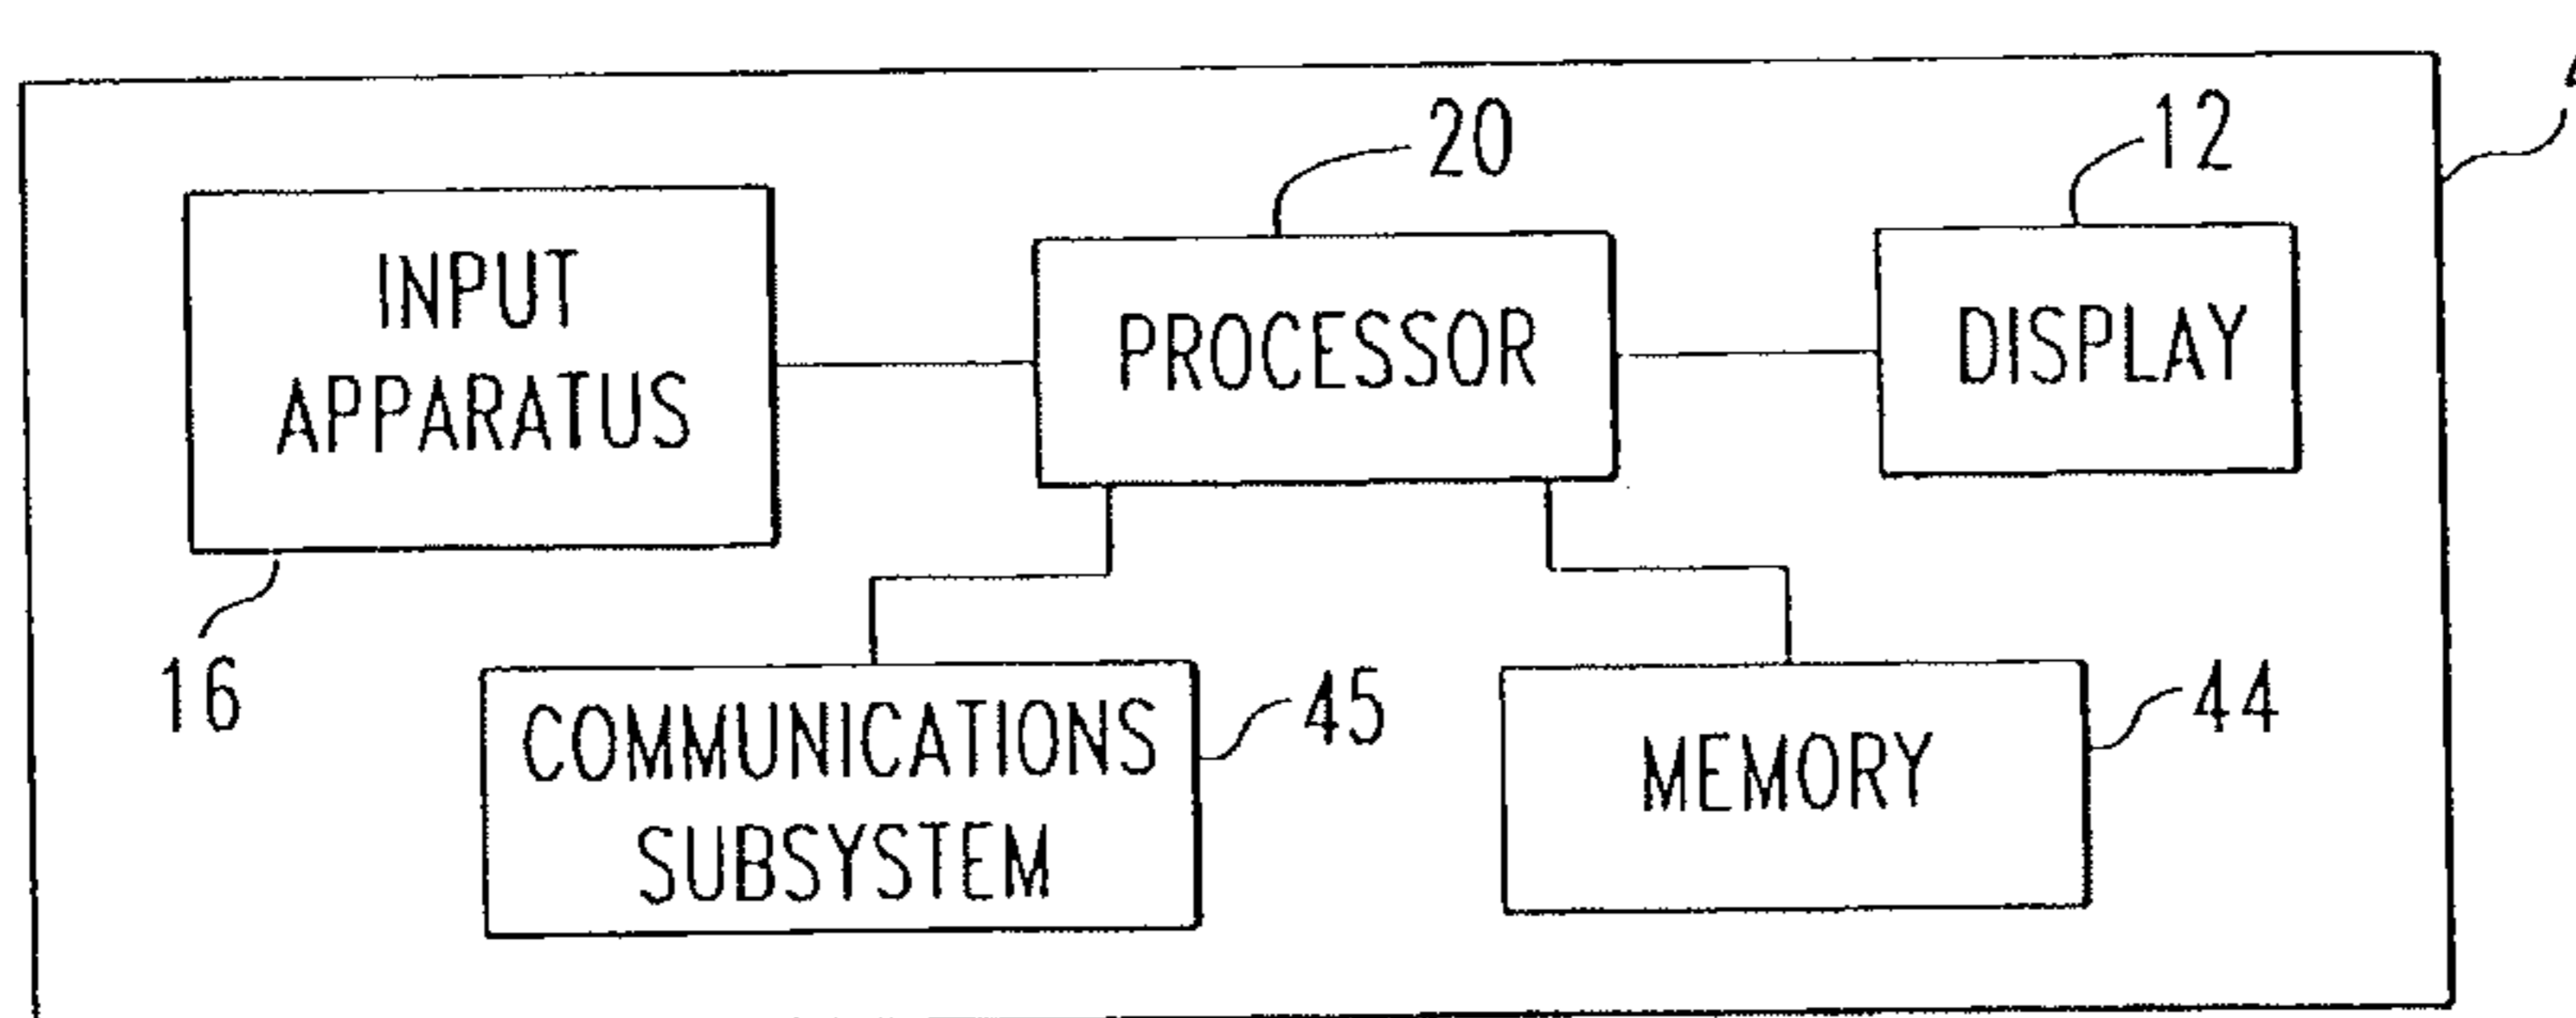 20
12
INPUT
APPARATUS
PROCESSOR
DISPLAY
16
COMMUNICATIONS
SUBSYSTEM
45
MEMORY
44